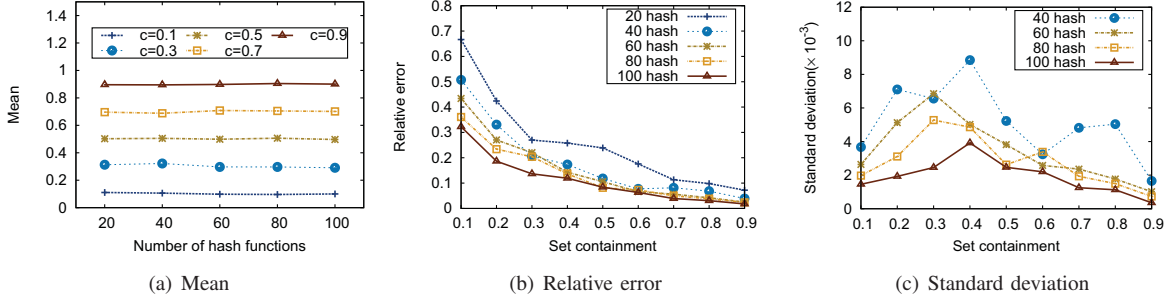 1.4
1.2
1
0.8
0.6
0.4
0.2
0
Mean
c=0.1
c=0.3
c=0.5
c=0.7
c=0.9
20 40 60 80 100
Number of hash functions
(a) Mean
0.8
0.7
0.6
0.5
0.4
0.3
0.2
0.1
0
Relative error
20 hash
40 hash
60 hash
80 hash
100 hash
0.1 0.2 0.3 0.4 0.5 0.6 0.7 0.8 0.9
Set containment
(b) Relative error
12
10
8
6
4
2
0
Standard deviation(× 10⁻³)
40 hash
60 hash
80 hash
100 hash
0.1 0.2 0.3 0.4 0.5 0.6 0.7 0.8 0.9
Set containment
(c) Standard deviation